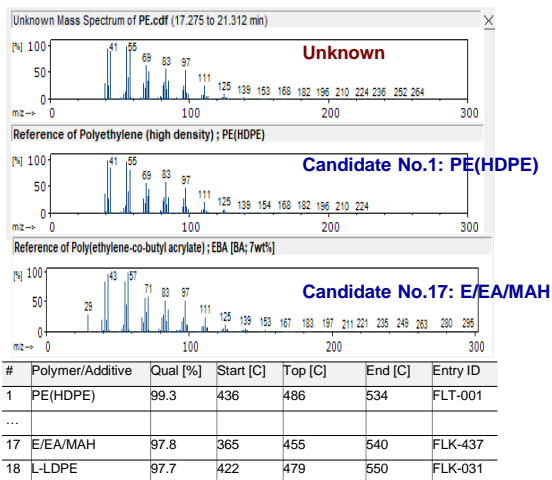 Unknown Mass Spectrum of PE.cdf (17.275 to 21.312 min)
[%] 100
41 55
Unknown
69 83 97
50
111
125 139 153 168 182 196 210 224 236 252 264
0
m/z--> 0 100 200 300
Reference of Polyethylene (high density) ; PE(HDPE)
[%] 100
41 55
Candidate No.1: PE(HDPE)
69 83 97
50
111
125 139 154 168 182 196 210 224
0
m/z--> 0 100 200 300
Reference of Poly(ethylene-co-butyl acrylate) ; EBA [BA; 7wt%]
[%] 100
43 57
Candidate No.17: E/EA/MAH
71 83 97
50
29
111
125 139 153 167 183 197 211 221 235 249 263 280 295
0
m/z--> 0 100 200 300
# Polymer/Additive Qual [%] Start [C] Top [C] End [C] Entry ID
1 PE(HDPE) 99.3 436 486 534 FLT-001
...
17 E/EA/MAH 97.8 365 455 540 FLK-437
18 L-LDPE 97.7 422 479 550 FLK-031